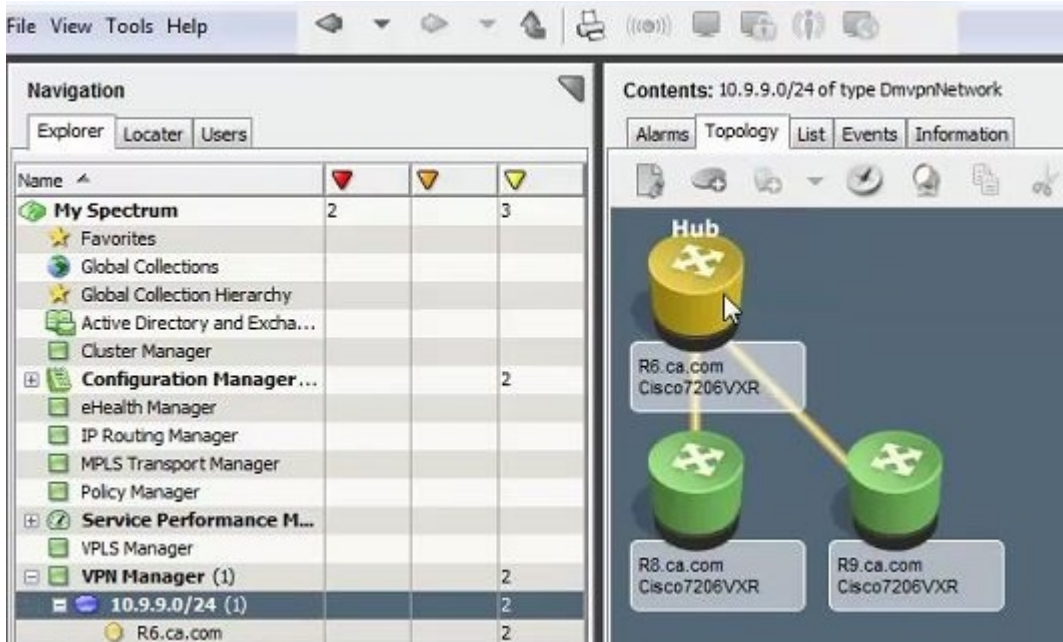 File View Tools Help
Navigation
Explorer Locater Users
Name
My Spectrum 2 3
Favorites
Global Collections
Global Collection Hierarchy
Active Directory and Excha...
Cluster Manager
Configuration Manager... 2
eHealth Manager
IP Routing Manager
MPLS Transport Manager
Policy Manager
Service Performance M...
VPLS Manager
VPN Manager (1) 2
10.9.9.0/24 (1) 2
R6.ca.com 2
Contents: 10.9.9.0/24 of type DmvpnNetwork
Alarms Topology List Events Information
Hub
R6.ca.com
Cisco7206VXR
R8.ca.com
Cisco7206VXR
R9.ca.com
Cisco7206VXR